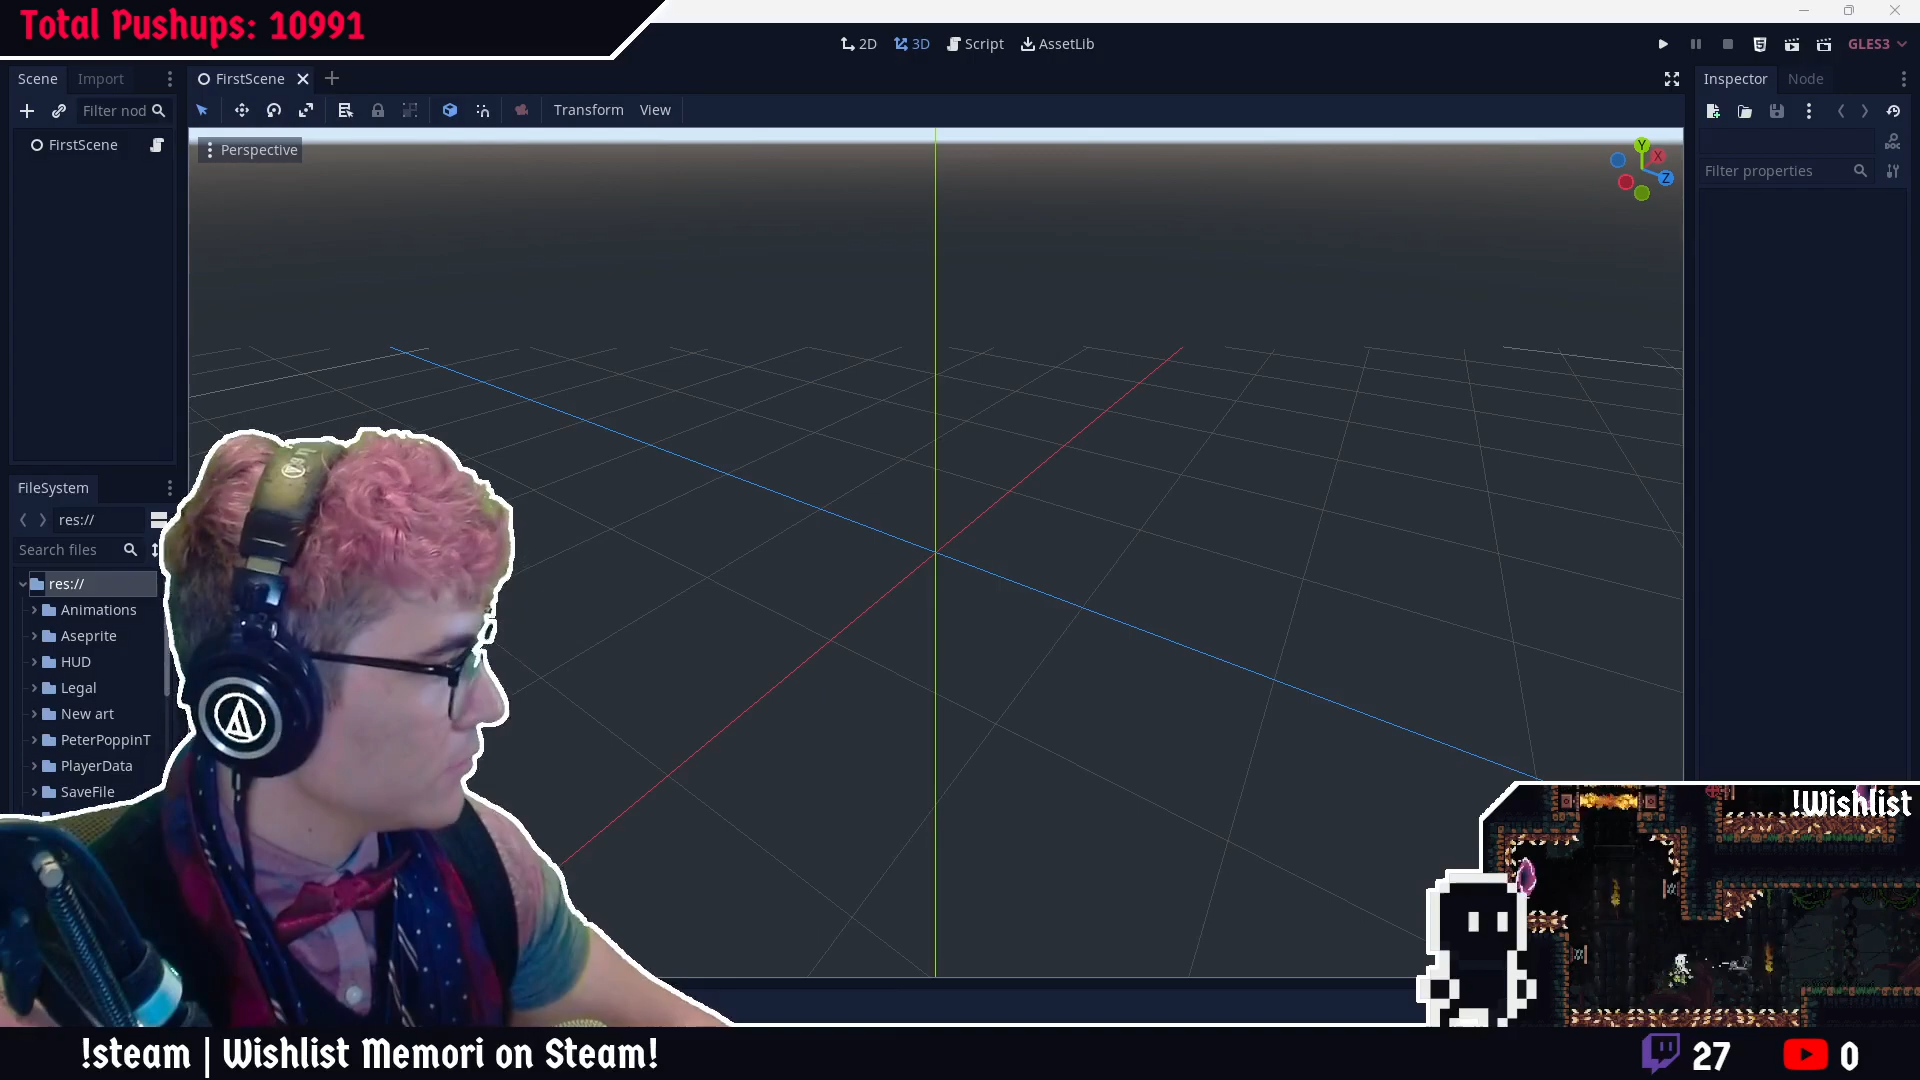 Total Pushups: 10991
2D
3D
Script
AssetLib
GLES3
Scene
Import
FirstScene
Inspector
Node
Filter nod
Transform
View
FirstScene
Perspective
Y
X
Z
DOC
Filter properties
FileSystem
res://
Search files
res://
Animations
Aseprite
HUD
Legal
New art
PeterPoppinT
PlayerData
SaveFile
!Wishlist
!steam | Wishlist Memori on Steam!
27
0